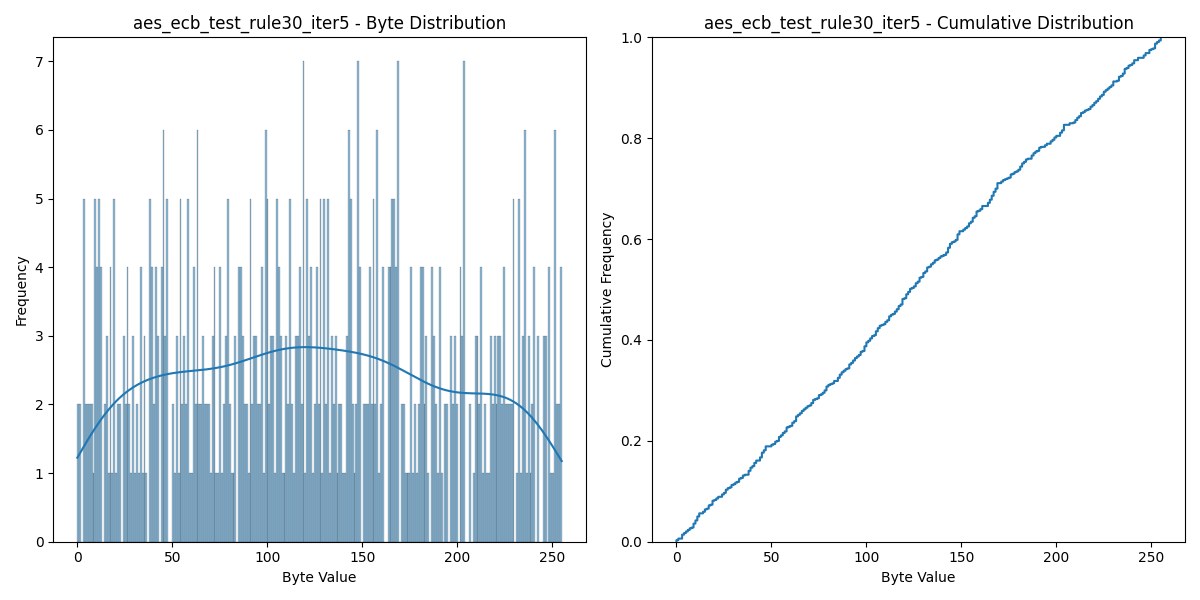 aes_ecb_test_rule30_iter5 - Byte Distribution
7
6
5
4
3
2
1
0
Frequency
0 50 100 150 200 250
Byte Value
aes_ecb_test_rule30_iter5 - Cumulative Distribution
1.0
0.8
0.6
0.4
0.2
0.0
Cumulative Frequency
0 50 100 150 200 250
Byte Value